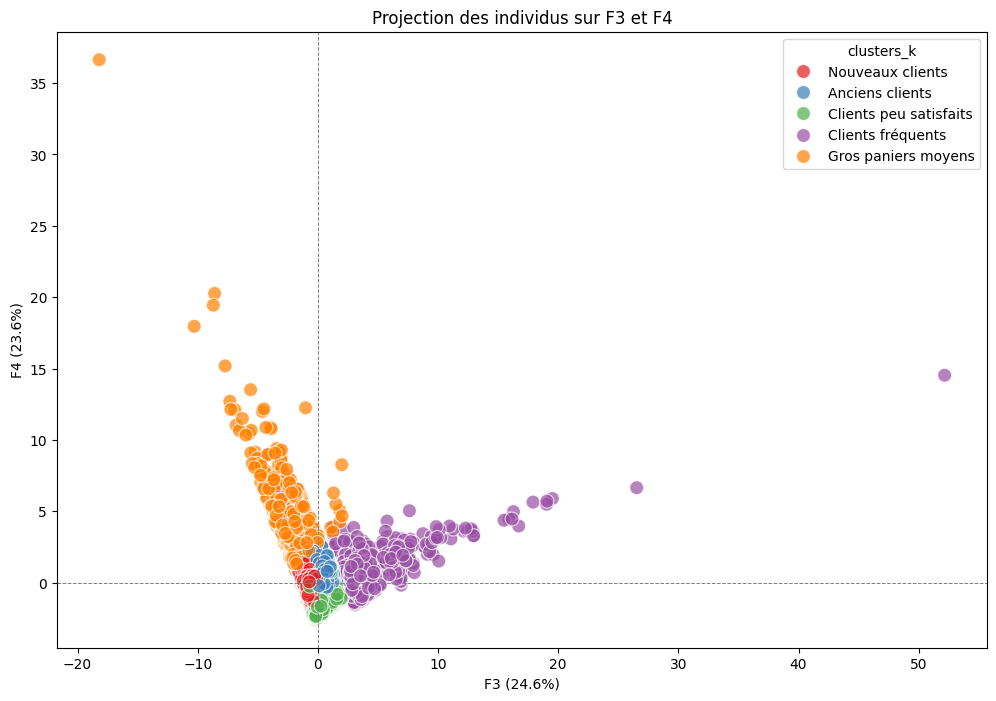 Projection des individus sur F3 et F4
clusters_k
Nouveaux clients
Anciens clients
Clients peu satisfaits
Clients fréquents
Gros paniers moyens
35
30
25
20
15
10
5
0
F4 (23.6%)
−20
−10
0
10
20
30
40
50
F3 (24.6%)